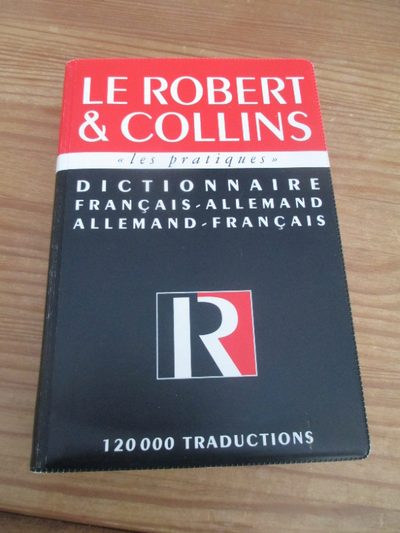 LE ROBERT
& COLLINS
« les pratiques »
DICTIONNAIRE
FRANÇAIS-ALLEMAND
ALLEMAND-FRANÇAIS
R
120 000 TRADUCTIONS